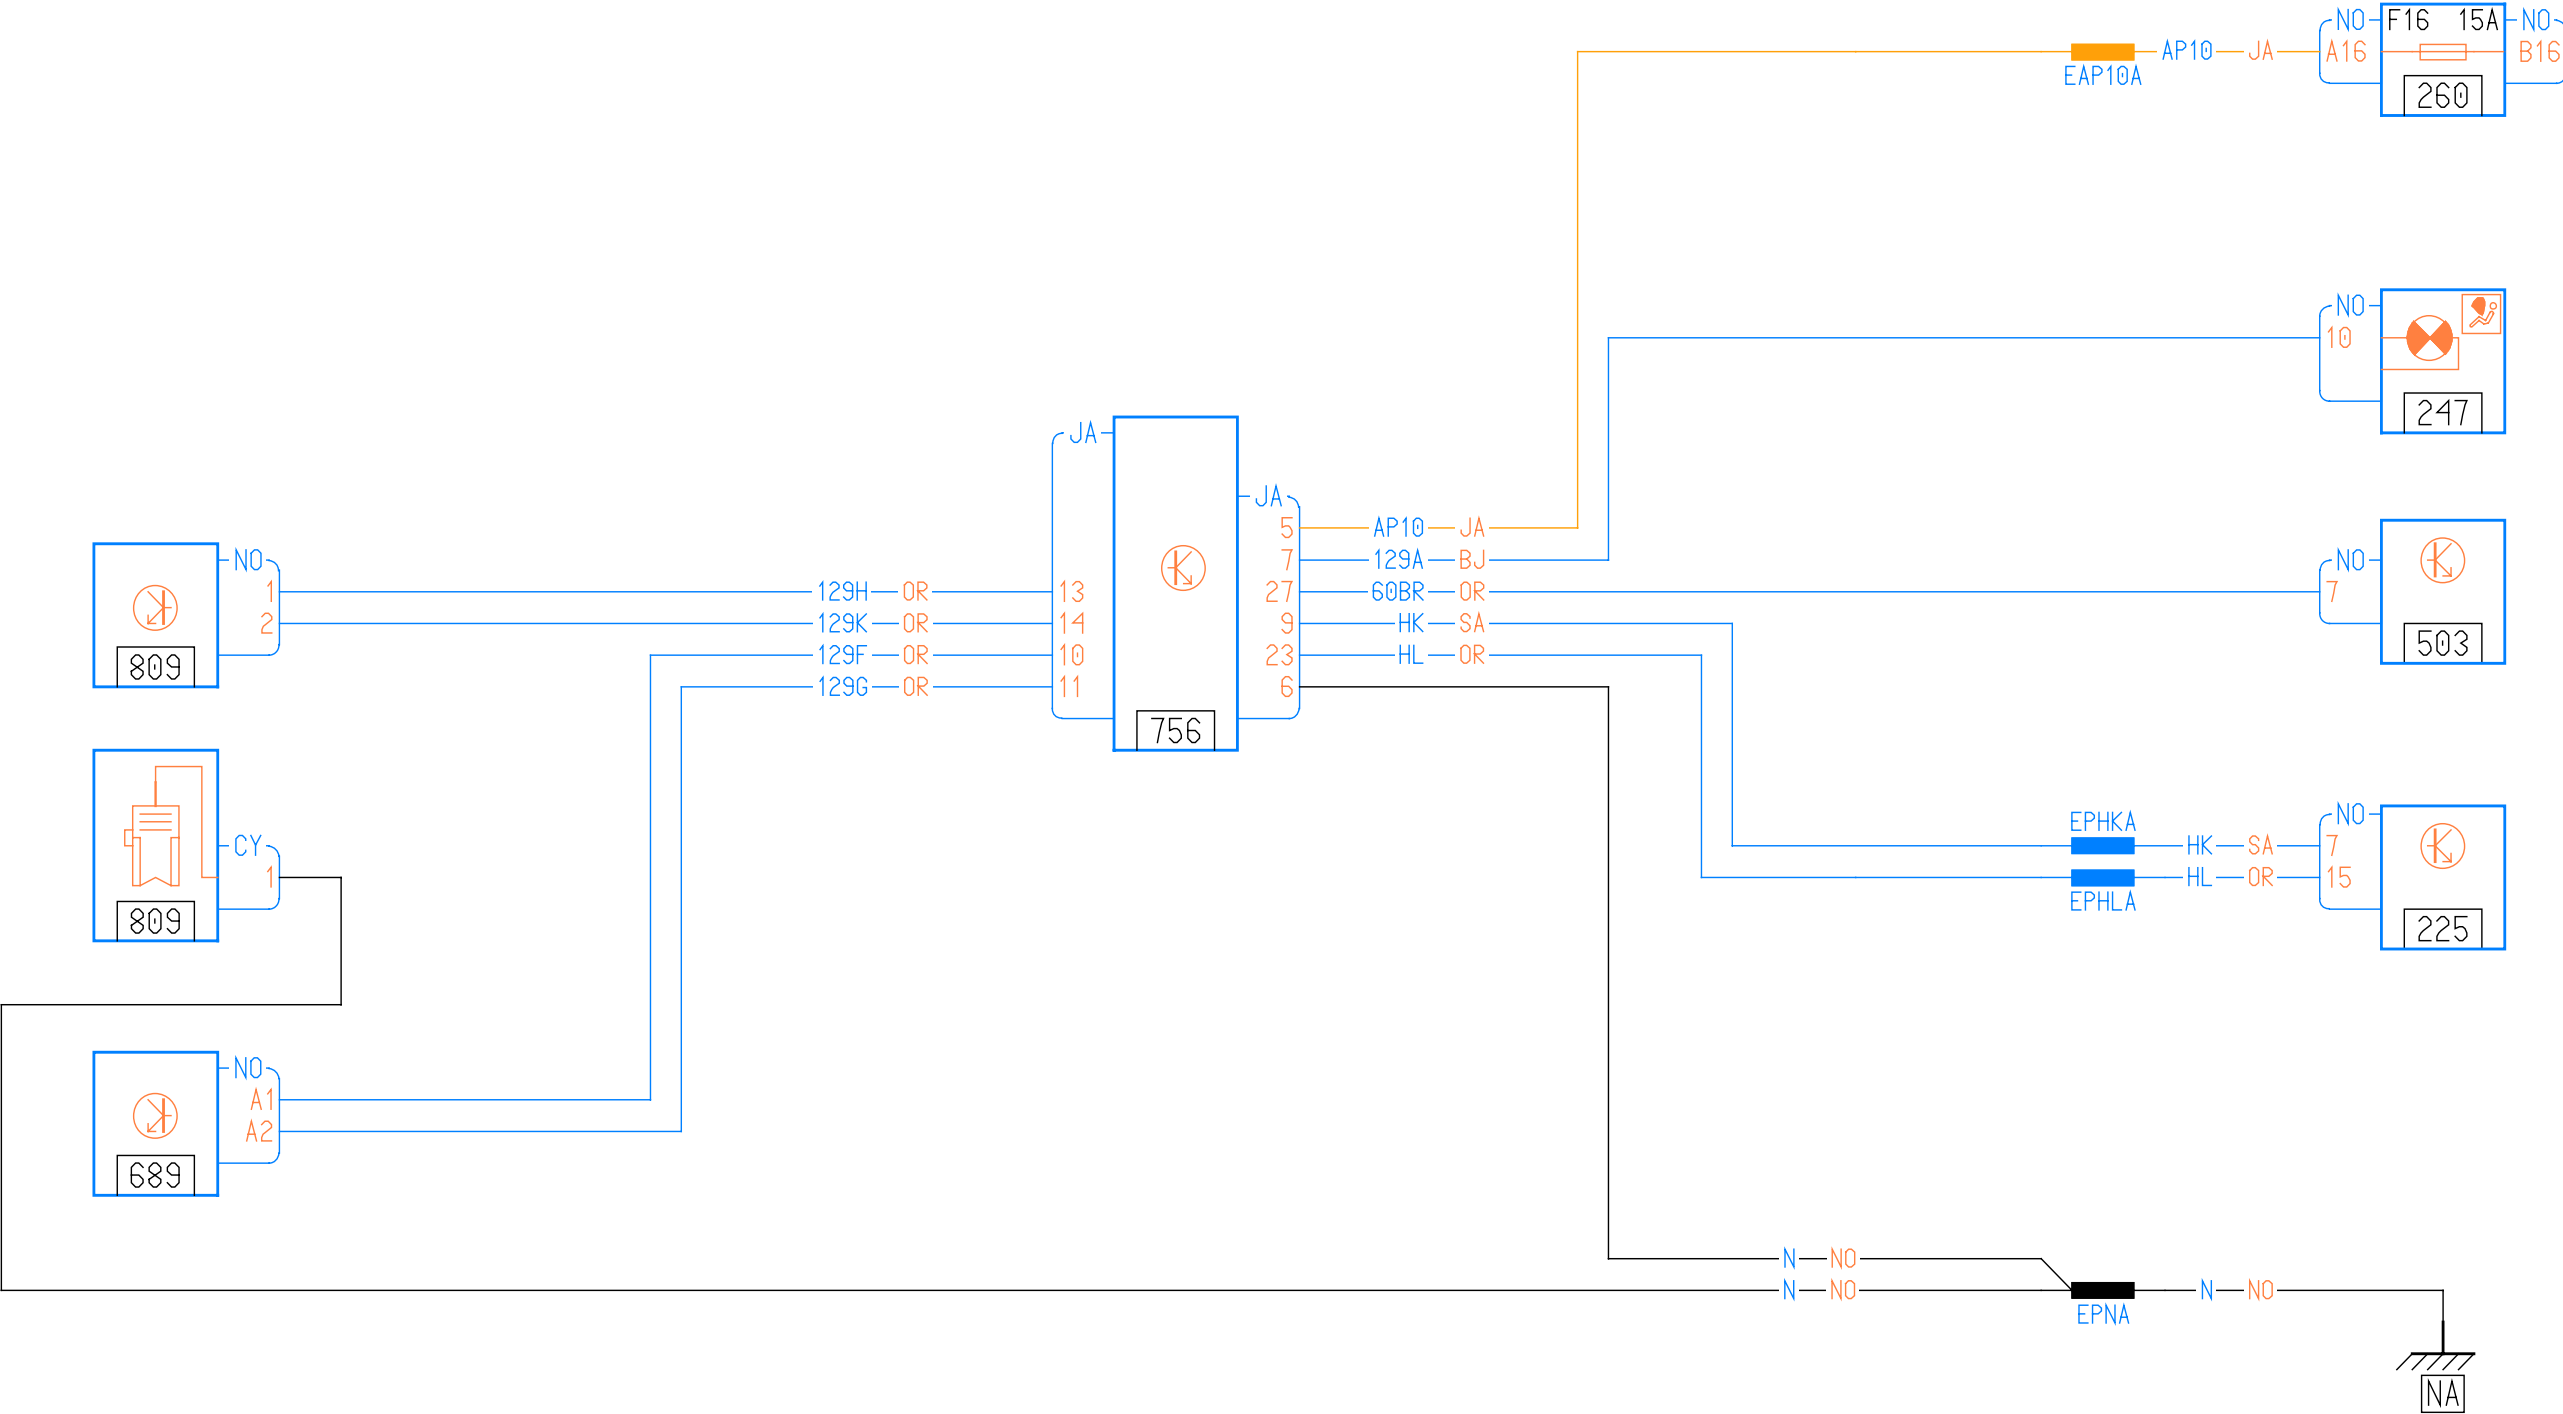 NO F16 15A NO
EAP10A AP10 JA A16 B16
260
NO
10
247
JA
JA
5 AP10 JA
7 129A BJ
NO
1 129H OR 13
2 129K OR 14
129F OR 10
129G OR 11
27 60BR OR
9 HK SA
23 HL OR
6
NO
7
503
809
756
EPHKA NO
HK SA 7
HL OR 15
EPHLA
225
CY
1
809
NO
A1
A2
689
N NO
N NO N NO
EPNA
NA